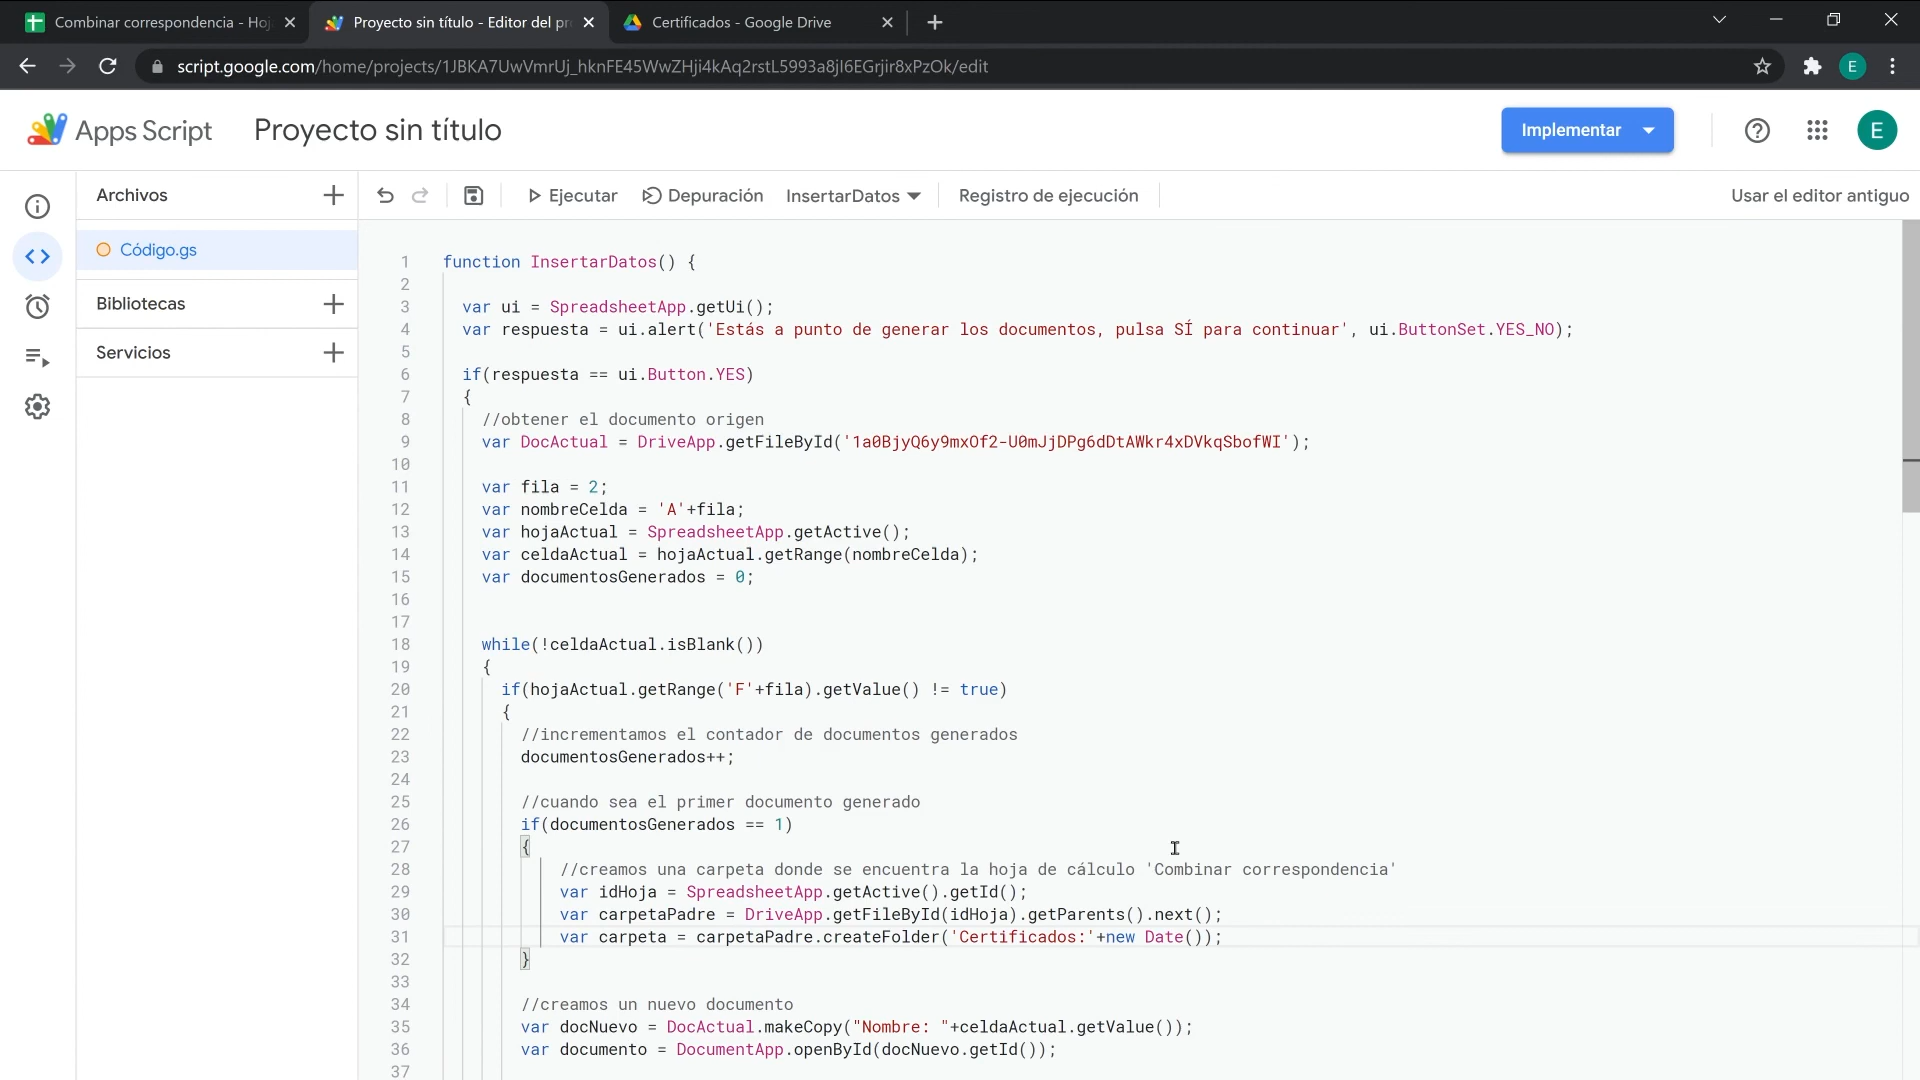 Combinar correspondencia - Hoj
Proyecto sin título - Editor del pr
Certificados - Google Drive
script.google.com/home/projects/1JBKA7UwVmrUj_hknFE45WwZHji4kAq2rstL5993a8jI6EGrjir8xPzOk/edit
E
Apps Script
Proyecto sin título
Implementar
E
Archivos
Ejecutar
Depuración
InsertarDatos
Registro de ejecución
Usar el editor antiguo
Código.gs
Bibliotecas
Servicios
1 function InsertarDatos() {
2
3 var ui = SpreadsheetApp.getUi();
4 var respuesta = ui.alert('Estás a punto de generar los documentos, pulsa SÍ para continuar', ui.ButtonSet.YES_NO);
5
6 if(respuesta == ui.Button.YES)
7 {
8 //obtener el documento origen
9 var DocActual = DriveApp.getFileById('1a0BjyQ6y9mxOf2-U0mJjDPg6dDtAWkr4xDVkqSbofWI');
10
11 var fila = 2;
12 var nombreCelda = 'A'+fila;
13 var hojaActual = SpreadsheetApp.getActive();
14 var celdaActual = hojaActual.getRange(nombreCelda);
15 var documentosGenerados = 0;
16
17
18 while(!celdaActual.isBlank())
19 {
20 if(hojaActual.getRange('F'+fila).getValue() != true)
21 {
22 //incrementamos el contador de documentos generados
23 documentosGenerados++;
24
25 //cuando sea el primer documento generado
26 if(documentosGenerados == 1)
27 {
28 //creamos una carpeta donde se encuentra la hoja de cálculo 'Combinar correspondencia'
29 var idHoja = SpreadsheetApp.getActive().getId();
30 var carpetaPadre = DriveApp.getFileById(idHoja).getParents().next();
31 var carpeta = carpetaPadre.createFolder('Certificados:'+new Date());
32 }
33
34 //creamos un nuevo documento
35 var docNuevo = DocActual.makeCopy("Nombre: "+celdaActual.getValue());
36 var documento = DocumentApp.openById(docNuevo.getId());
37